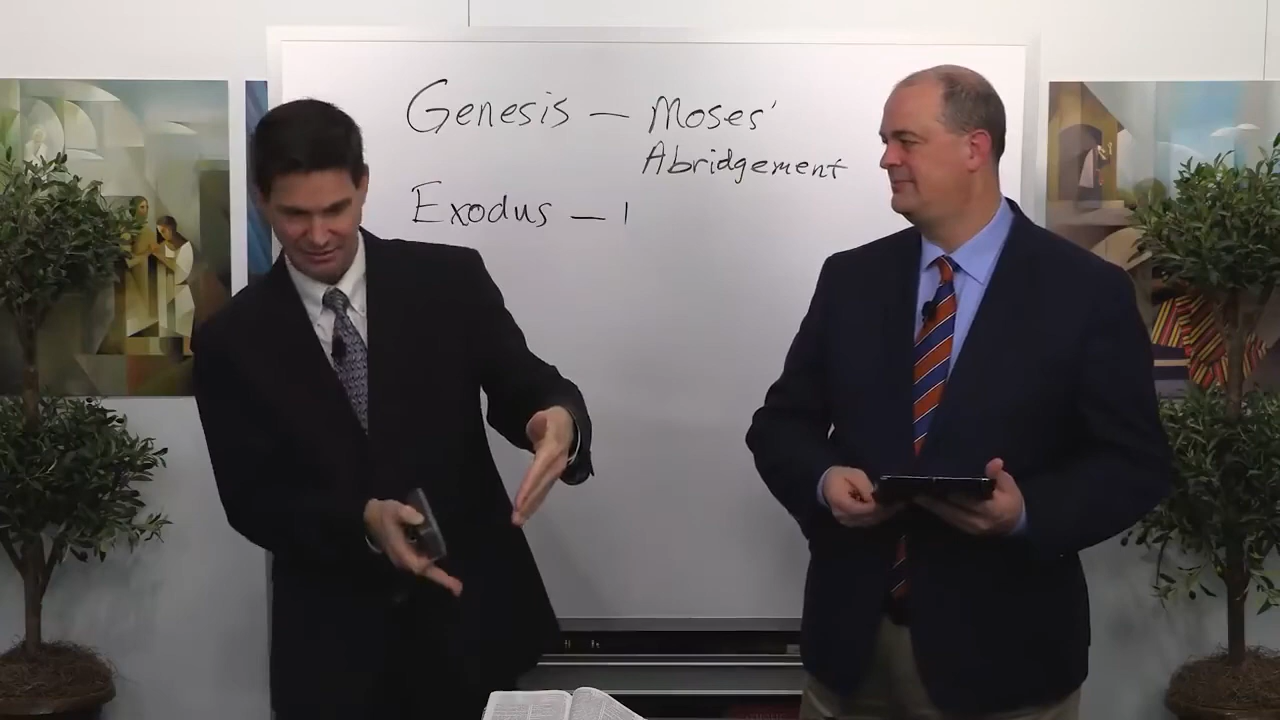 Genesis – Moses'
Abridgement
Exodus – 1